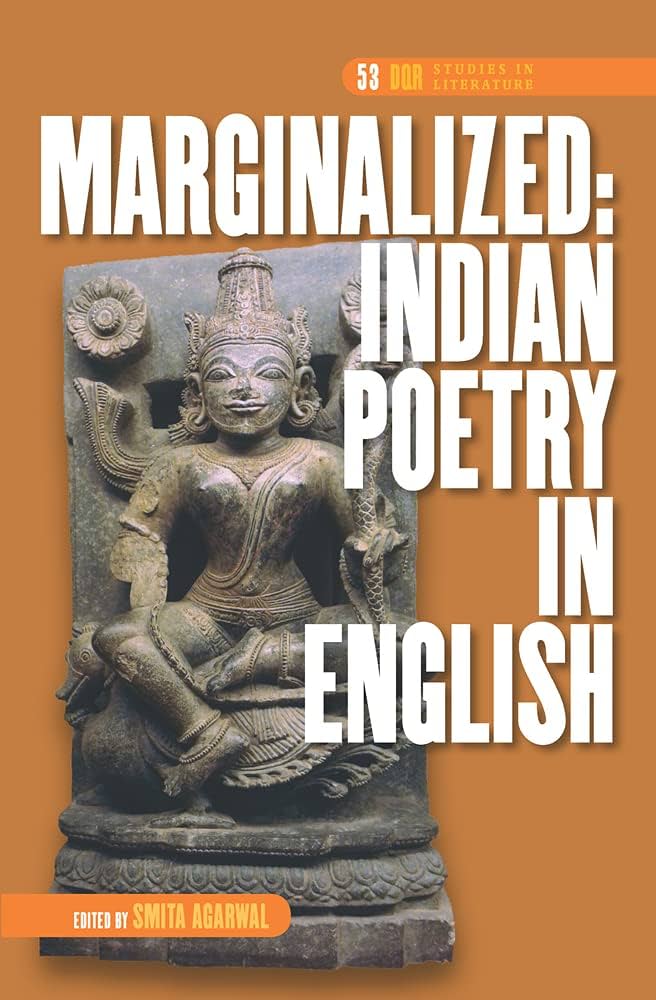 53 DQR STUDIES IN
LITERATURE
MARGINALIZED:
INDIAN
POETRY
IN
ENGLISH
EDITED BY SMITA AGARWAL